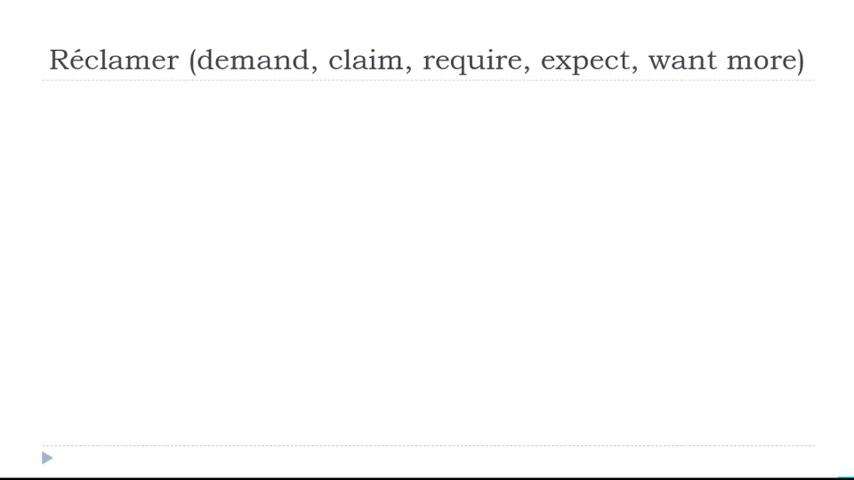 Réclamer (demand, claim, require, expect, want more)